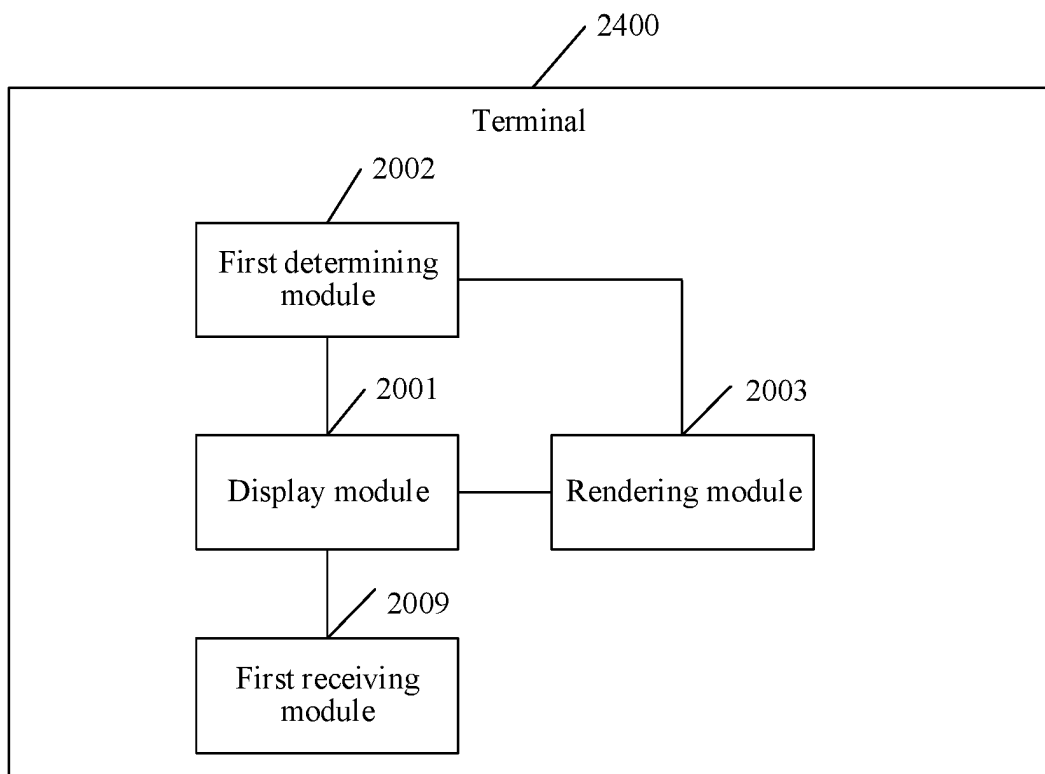 2400
Terminal
2002
First determining
module
2001
2003
Display module
Rendering module
2009
First receiving
module